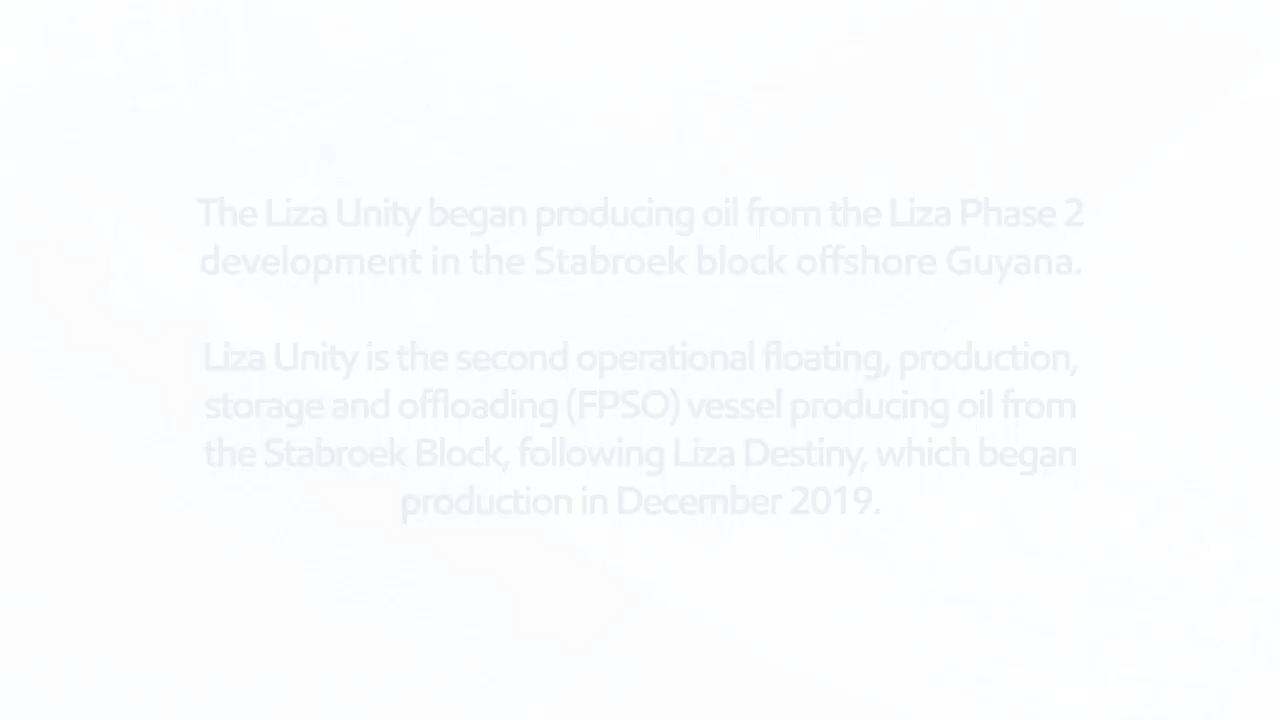 The Liza Unity began producing oil from the Liza Phase 2
development in the Stabroek block offshore Guyana.
Liza Unity is the second operational floating, production,
storage and offloading (FPSO) vessel producing oil from
the Stabroek Block, following Liza Destiny, which began
production in December 2019.